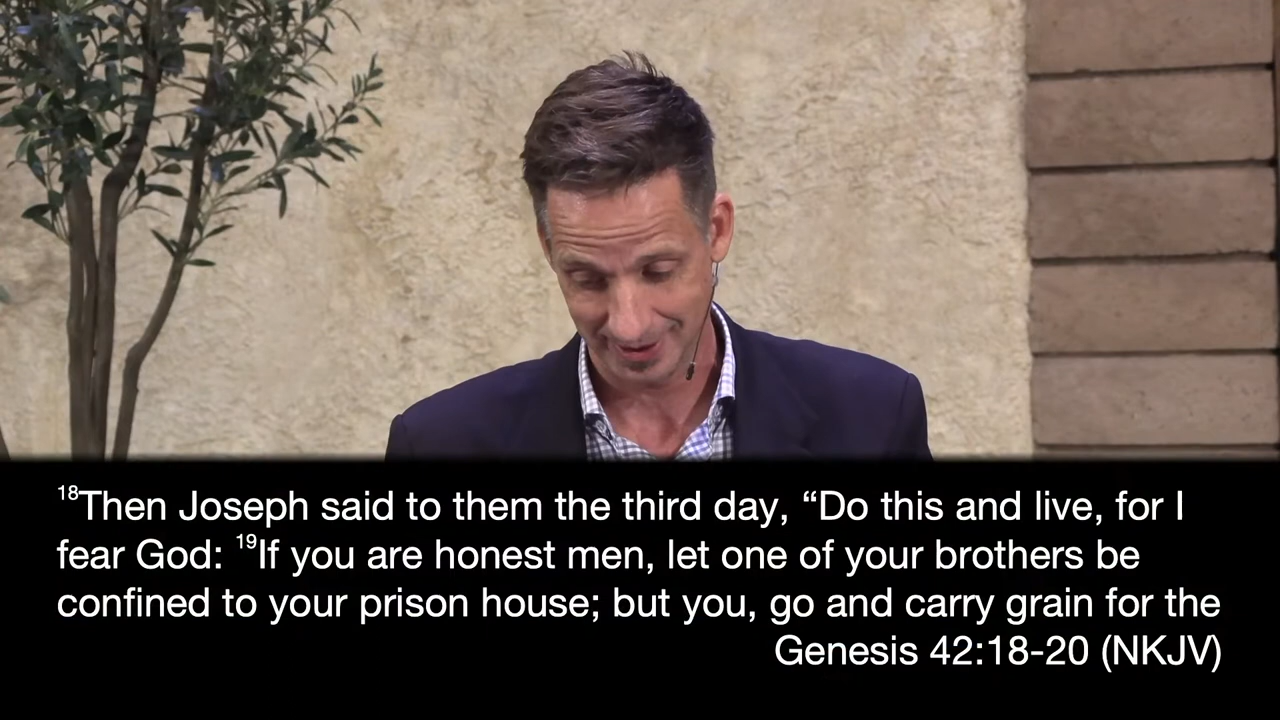 18Then Joseph said to them the third day, “Do this and live, for I
fear God: 19If you are honest men, let one of your brothers be
confined to your prison house; but you, go and carry grain for the
Genesis 42:18-20 (NKJV)